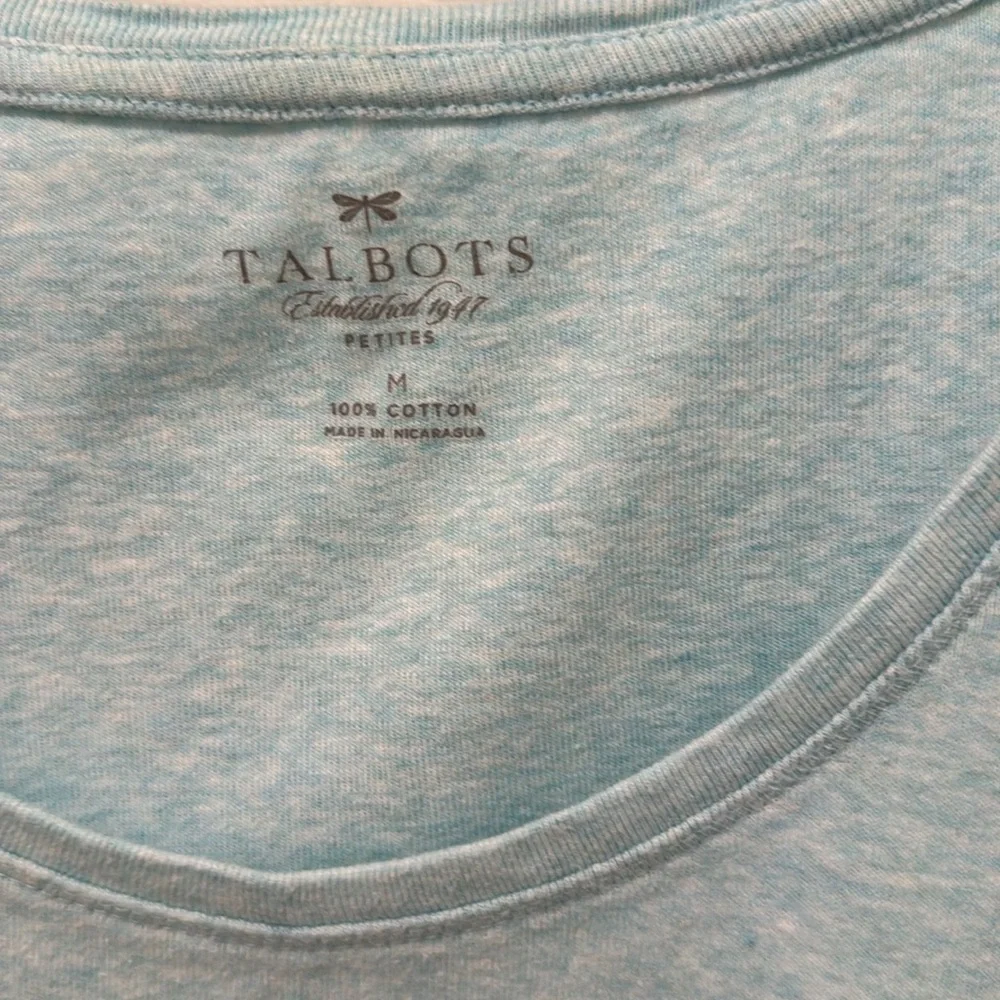 TALBOTS
Established 1947
PETITES
M
100% COTTON
MADE IN NICARAGUA